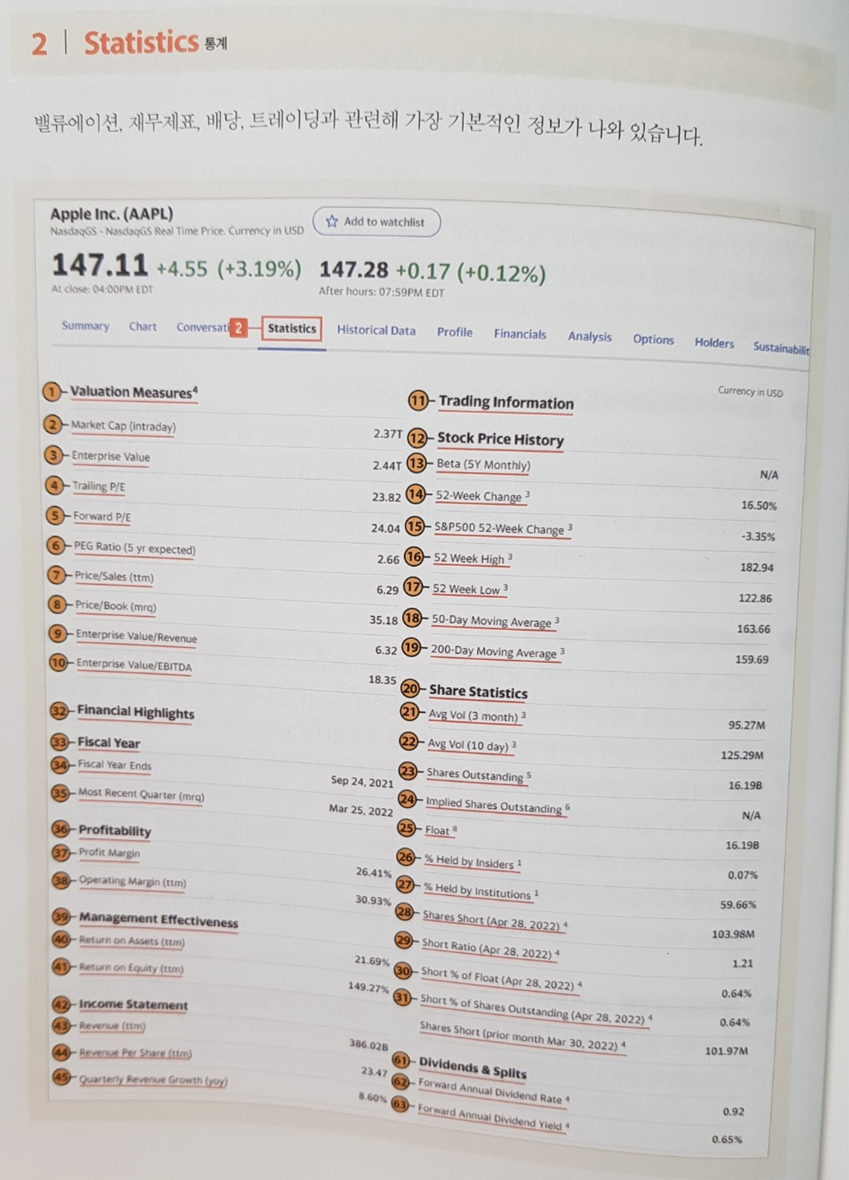 2 | Statistics 통계
밸류에이션, 재무제표, 배당, 트레이딩과 관련해 가장 기본적인 정보가 나와 있습니다.
Apple Inc. (AAPL)
NasdaqGS - NasdaqGS Real Time Price. Currency in USD
Add to watchlist
147.11 +4.55 (+3.19%) 147.28 +0.17 (+0.12%)
At close: 04:00PM EDT After hours: 07:59PM EDT
Summary Chart Conversati 2 Statistics Historical Data Profile Financials Analysis Options Holders Sustainabilit
Currency in USD
1 Valuation Measures4
2 Market Cap (intraday) 2.37T
3 Enterprise Value 2.44T
4 Trailing P/E 23.82
5 Forward P/E 24.04
6 PEG Ratio (5 yr expected) 2.66
7 Price/Sales (ttm) 6.29
8 Price/Book (mrq) 35.18
9 Enterprise Value/Revenue 6.32
10 Enterprise Value/EBITDA 18.35
32 Financial Highlights
33 Fiscal Year
34 Fiscal Year Ends Sep 24, 2021
35 Most Recent Quarter (mrq) Mar 25, 2022
36 Profitability
37 Profit Margin 26.41%
38 Operating Margin (ttm) 30.93%
39 Management Effectiveness
40 Return on Assets (ttm) 21.69%
41 Return on Equity (ttm) 149.27%
42 Income Statement
43 Revenue (ttm) 386.02B
44 Revenue Per Share (ttm) 23.47
45 Quarterly Revenue Growth (yoy) 8.60%
11 Trading Information
12 Stock Price History
13 Beta (5Y Monthly) N/A
14 52-Week Change 3 16.50%
15 S&P500 52-Week Change 3 -3.35%
16 52 Week High 3 182.94
17 52 Week Low 3 122.86
18 50-Day Moving Average 3 163.66
19 200-Day Moving Average 3 159.69
20 Share Statistics
21 Avg Vol (3 month) 3 95.27M
22 Avg Vol (10 day) 3 125.29M
23 Shares Outstanding 5 16.19B
24 Implied Shares Outstanding 6 N/A
25 Float 8 16.19B
26 % Held by Insiders 1 0.07%
27 % Held by Institutions 1 59.66%
28 Shares Short (Apr 28, 2022) 4 103.98M
29 Short Ratio (Apr 28, 2022) 4 1.21
30 Short % of Float (Apr 28, 2022) 4 0.64%
31 Short % of Shares Outstanding (Apr 28, 2022) 4 0.64%
Shares Short (prior month Mar 30, 2022) 4 101.97M
61 Dividends & Splits
62 Forward Annual Dividend Rate 4 0.92
63 Forward Annual Dividend Yield 4 0.65%